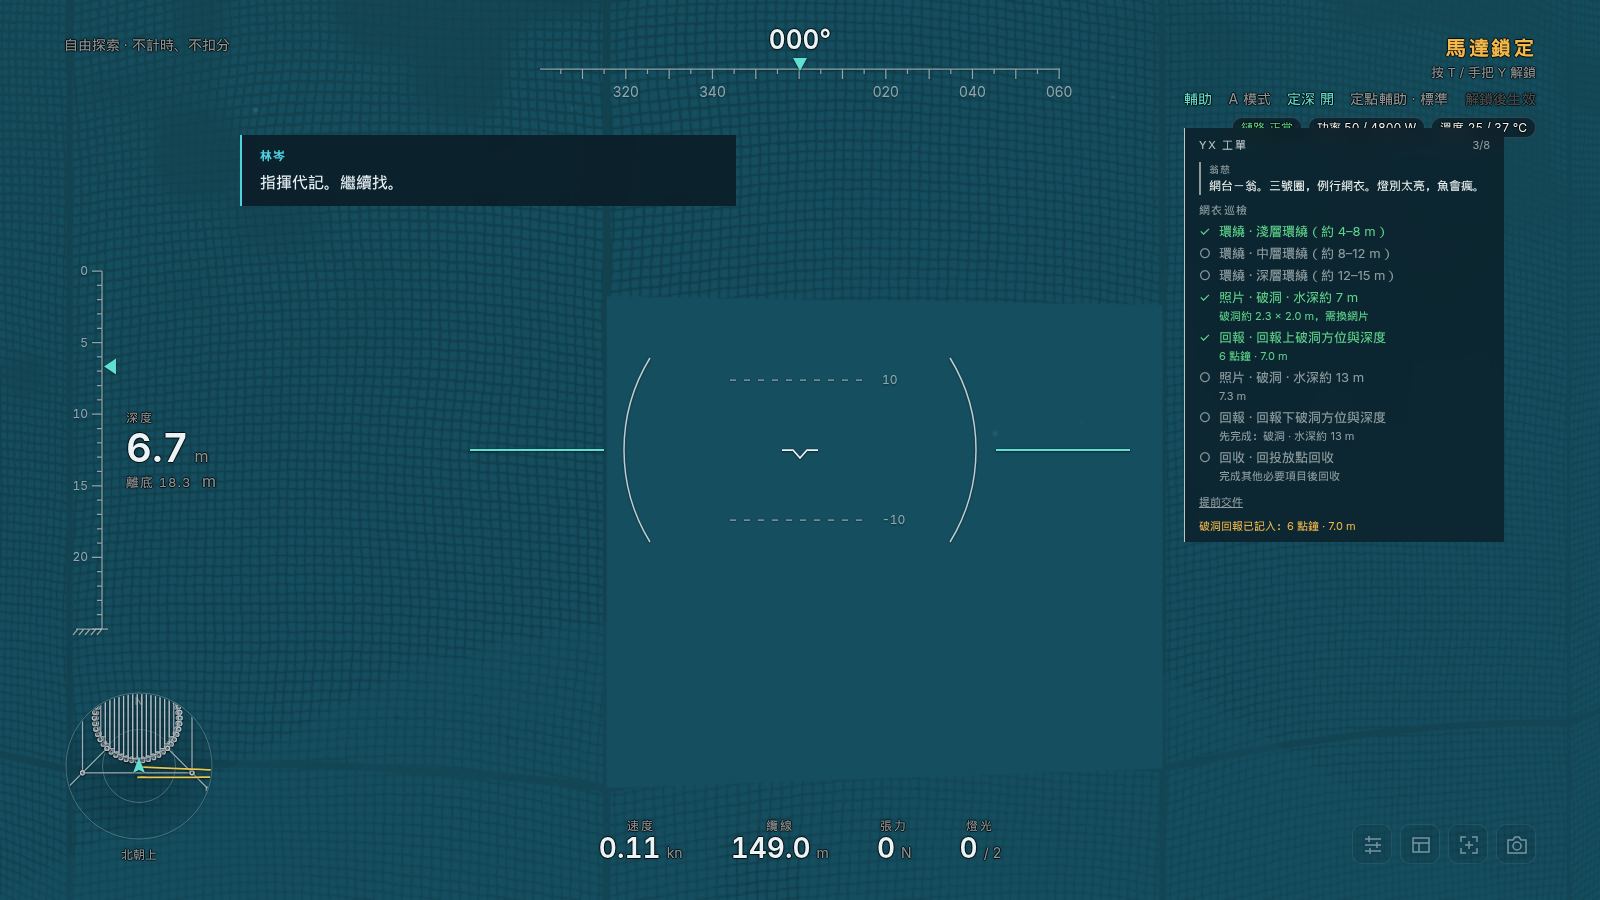 自由探索 · 不計時、不扣分
000°
320 340 020 040 060
馬達鎖定
按 T / 手把 Y 解鎖
輔助 A 模式 定深 開 定點輔助 · 標準 解鎖後生效
鏈路 正常 功率 50 / 4800 W 溫度 25 / 37 °C
林岑
指揮代記。繼續找。
YX 工單 3/8
翁慈
網台－翁。三號圈，例行網衣。燈別太亮，魚會瘋。
網衣巡檢
環繞 · 淺層環繞（約 4–8 m）
環繞 · 中層環繞（約 8–12 m）
環繞 · 深層環繞（約 12–15 m）
照片 · 破洞 · 水深約 7 m
破洞約 2.3 × 2.0 m，需換網片
回報 · 回報上破洞方位與深度
6 點鐘 · 7.0 m
照片 · 破洞 · 水深約 13 m
7.3 m
回報 · 回報下破洞方位與深度
先完成：破洞 · 水深約 13 m
回收 · 回投放點回收
完成其他必要項目後回收
提前交件
破洞回報已記入：6 點鐘 · 7.0 m
0
5
10
15
20
深度
6.7 m
離底 18.3 m
10
-10
N
北朝上
速度
0.11 kn
纜線
149.0 m
張力
0 N
燈光
0 / 2